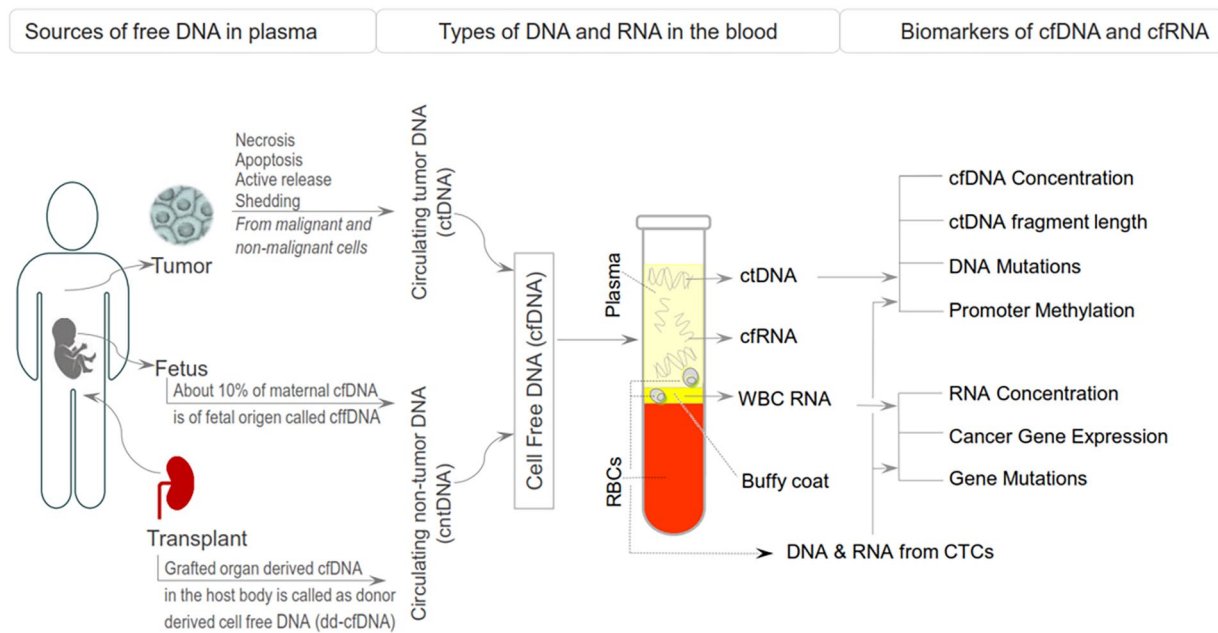 Sources of free DNA in plasma
Types of DNA and RNA in the blood
Biomarkers of cfDNA and cfRNA
Necrosis
Apoptosis
Active release
Shedding
From malignant and
non-malignant cells
Tumor
Fetus
About 10% of maternal cfDNA
is of fetal origen called cffDNA
Transplant
Grafted organ derived cfDNA
in the host body is called as donor
derived cell free DNA (dd-cfDNA)
Circulating tumor DNA
(ctDNA)
Circulating non-tumor DNA
(cntDNA)
Cell Free DNA (cfDNA)
Plasma
RBCs
ctDNA
cfRNA
WBC RNA
Buffy coat
DNA & RNA from CTCs
cfDNA Concentration
ctDNA fragment length
DNA Mutations
Promoter Methylation
RNA Concentration
Cancer Gene Expression
Gene Mutations